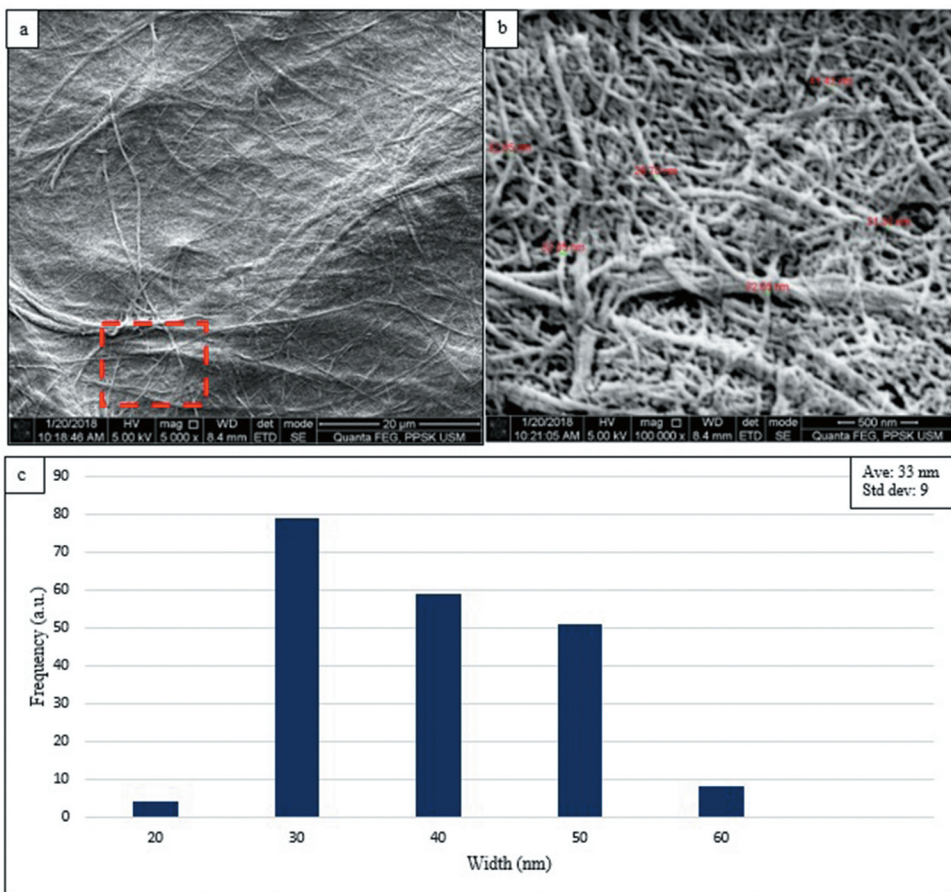 a
1/20/2018 HV mag □ WD det mode 20 µm
10:18:46 AM 5.00 kV 5 000 x 8.4 mm ETD SE Quanta FEG, PPSK USM
b
1/20/2018 HV mag □ WD det mode 500 nm
10:21:05 AM 5.00 kV 100 000 x 8.4 mm ETD SE Quanta FEG, PPSK USM
c
Ave: 33 nm
Std dev: 9
90
80
70
60
50
40
30
20
10
0
Frequency (a.u.)
20 30 40 50 60
Width (nm)